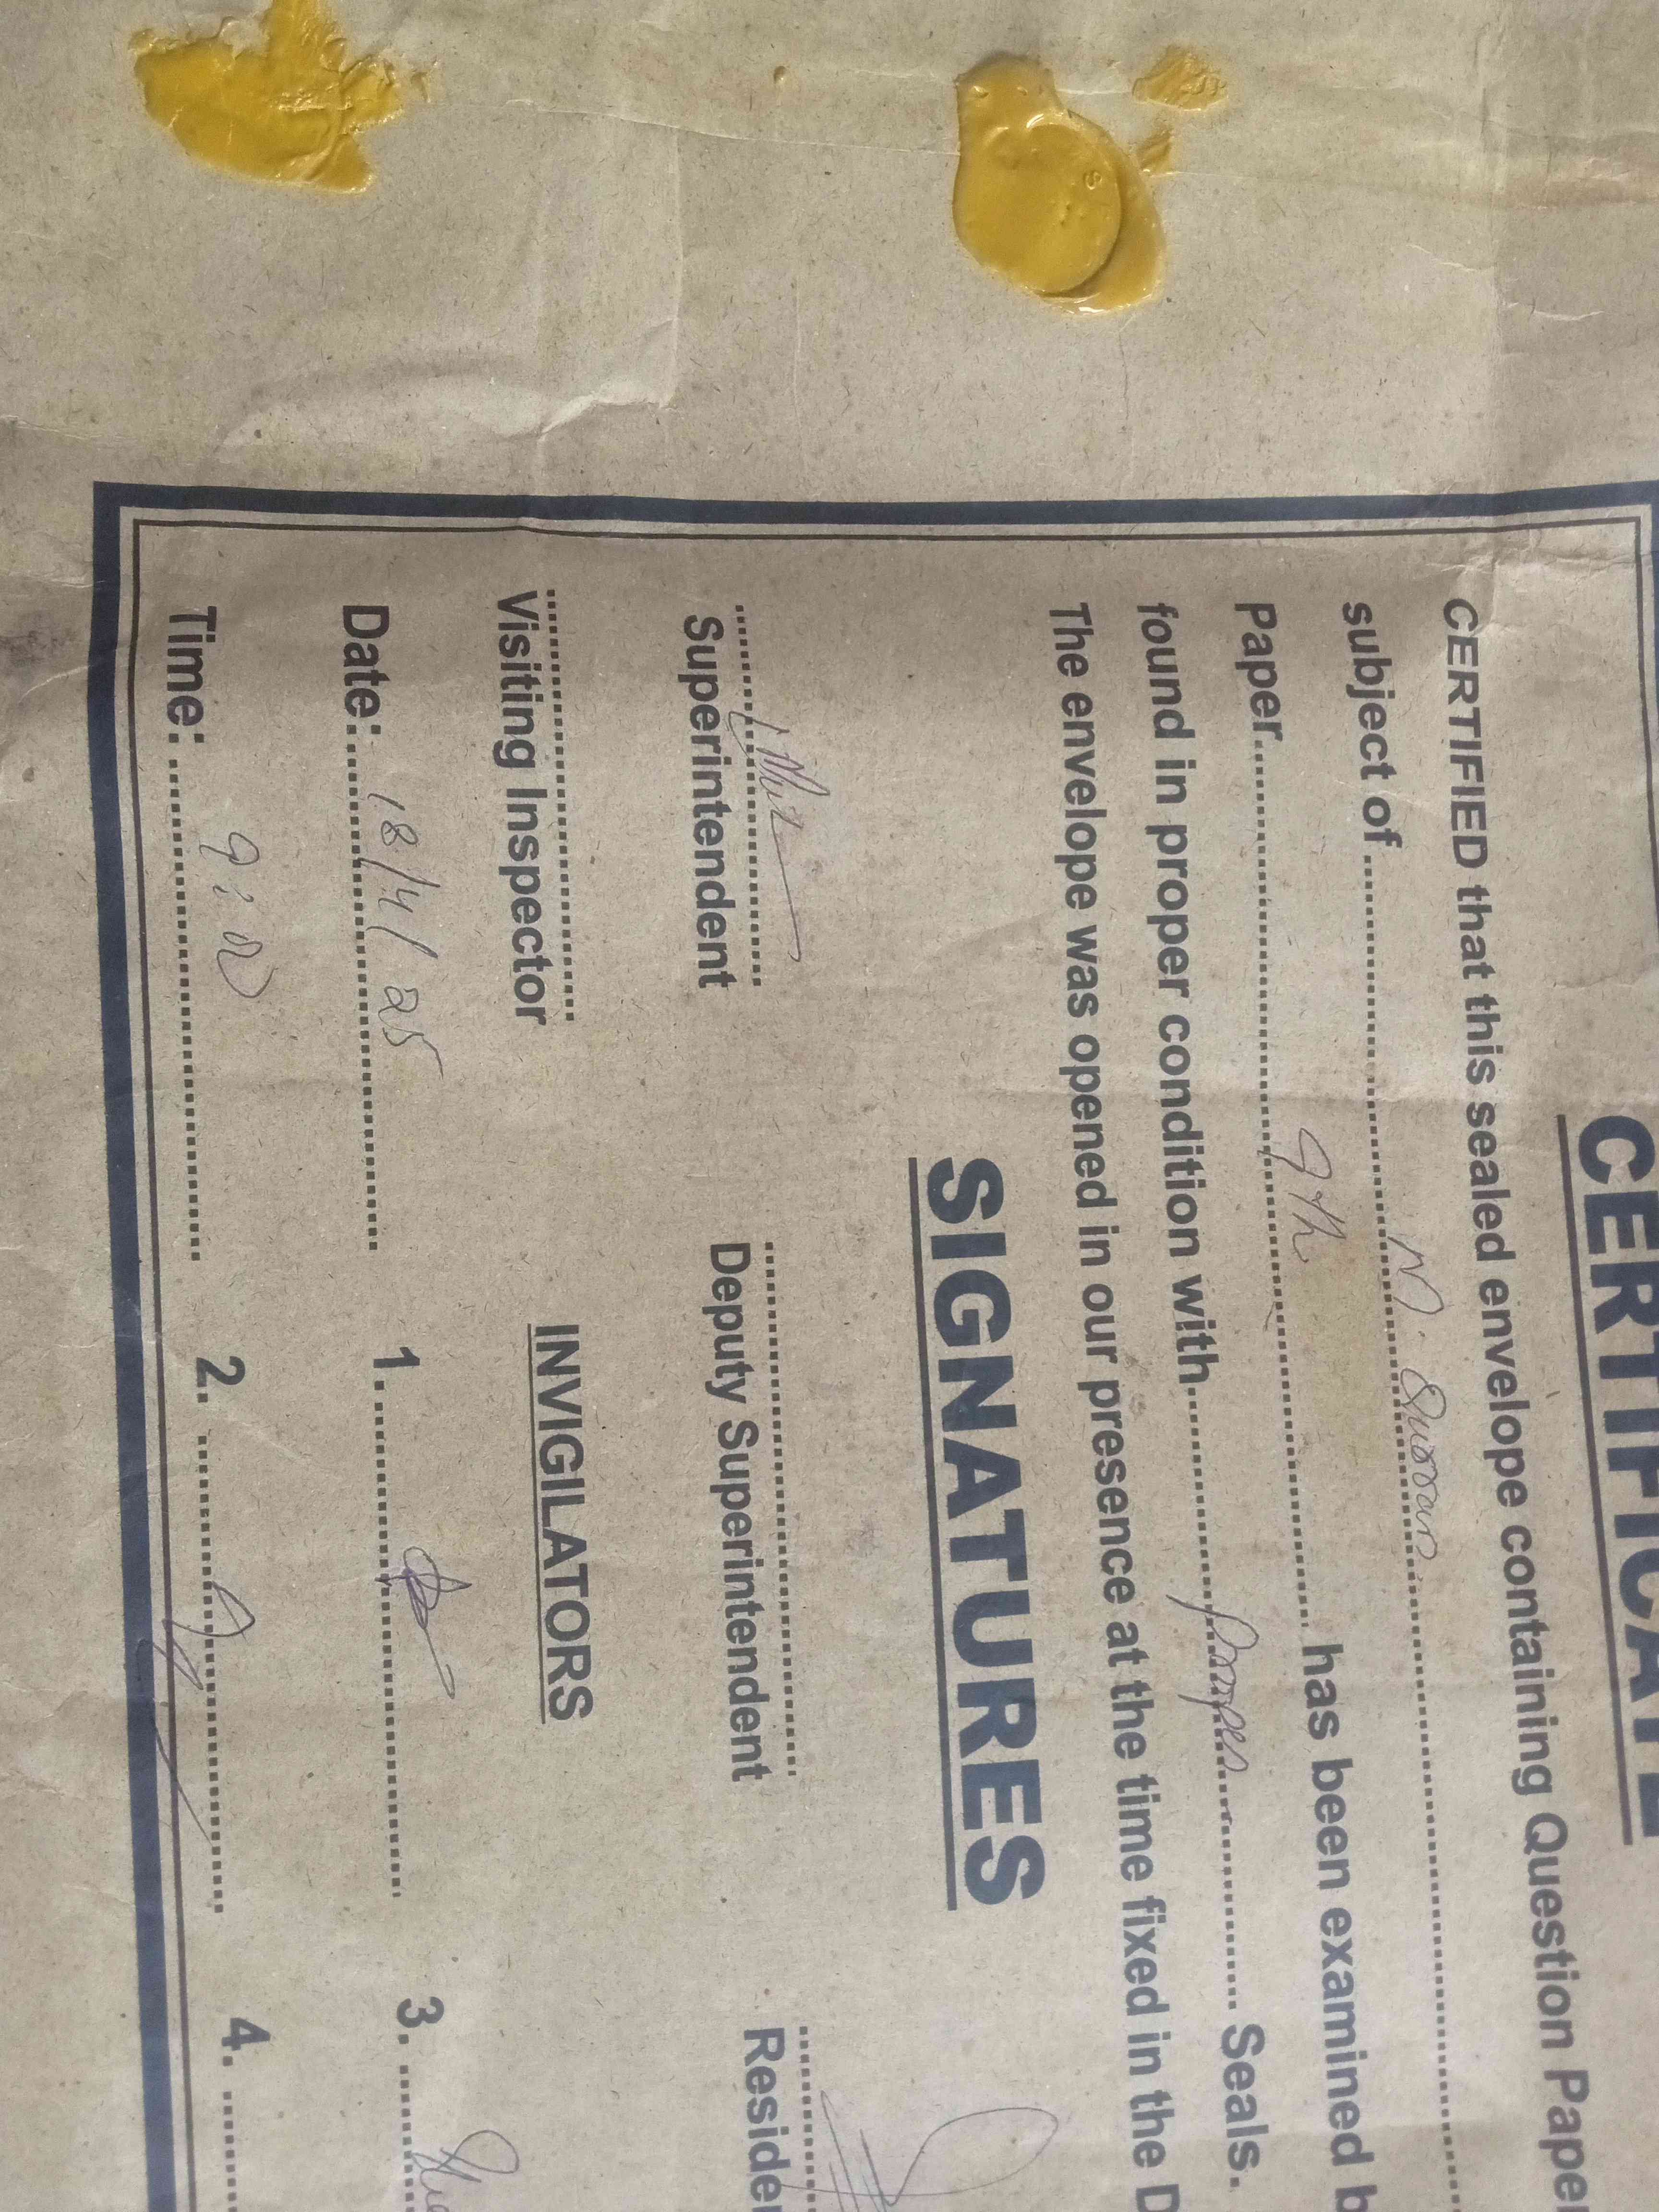 CERTIFICATE
CERTIFIED that this sealed envelope containing Question Paper
subject of ........ M. Quran ........
Paper ........ 9th ........ has been examined b
found in proper condition with ........ proper ........ Seals.
The envelope was opened in our presence at the time fixed in the D
SIGNATURES
Superintendent Deputy Superintendent Reside
Visiting Inspector INVIGILATORS
Date: 18/4/25 1. 3.
Time: 9:00 2. 4.